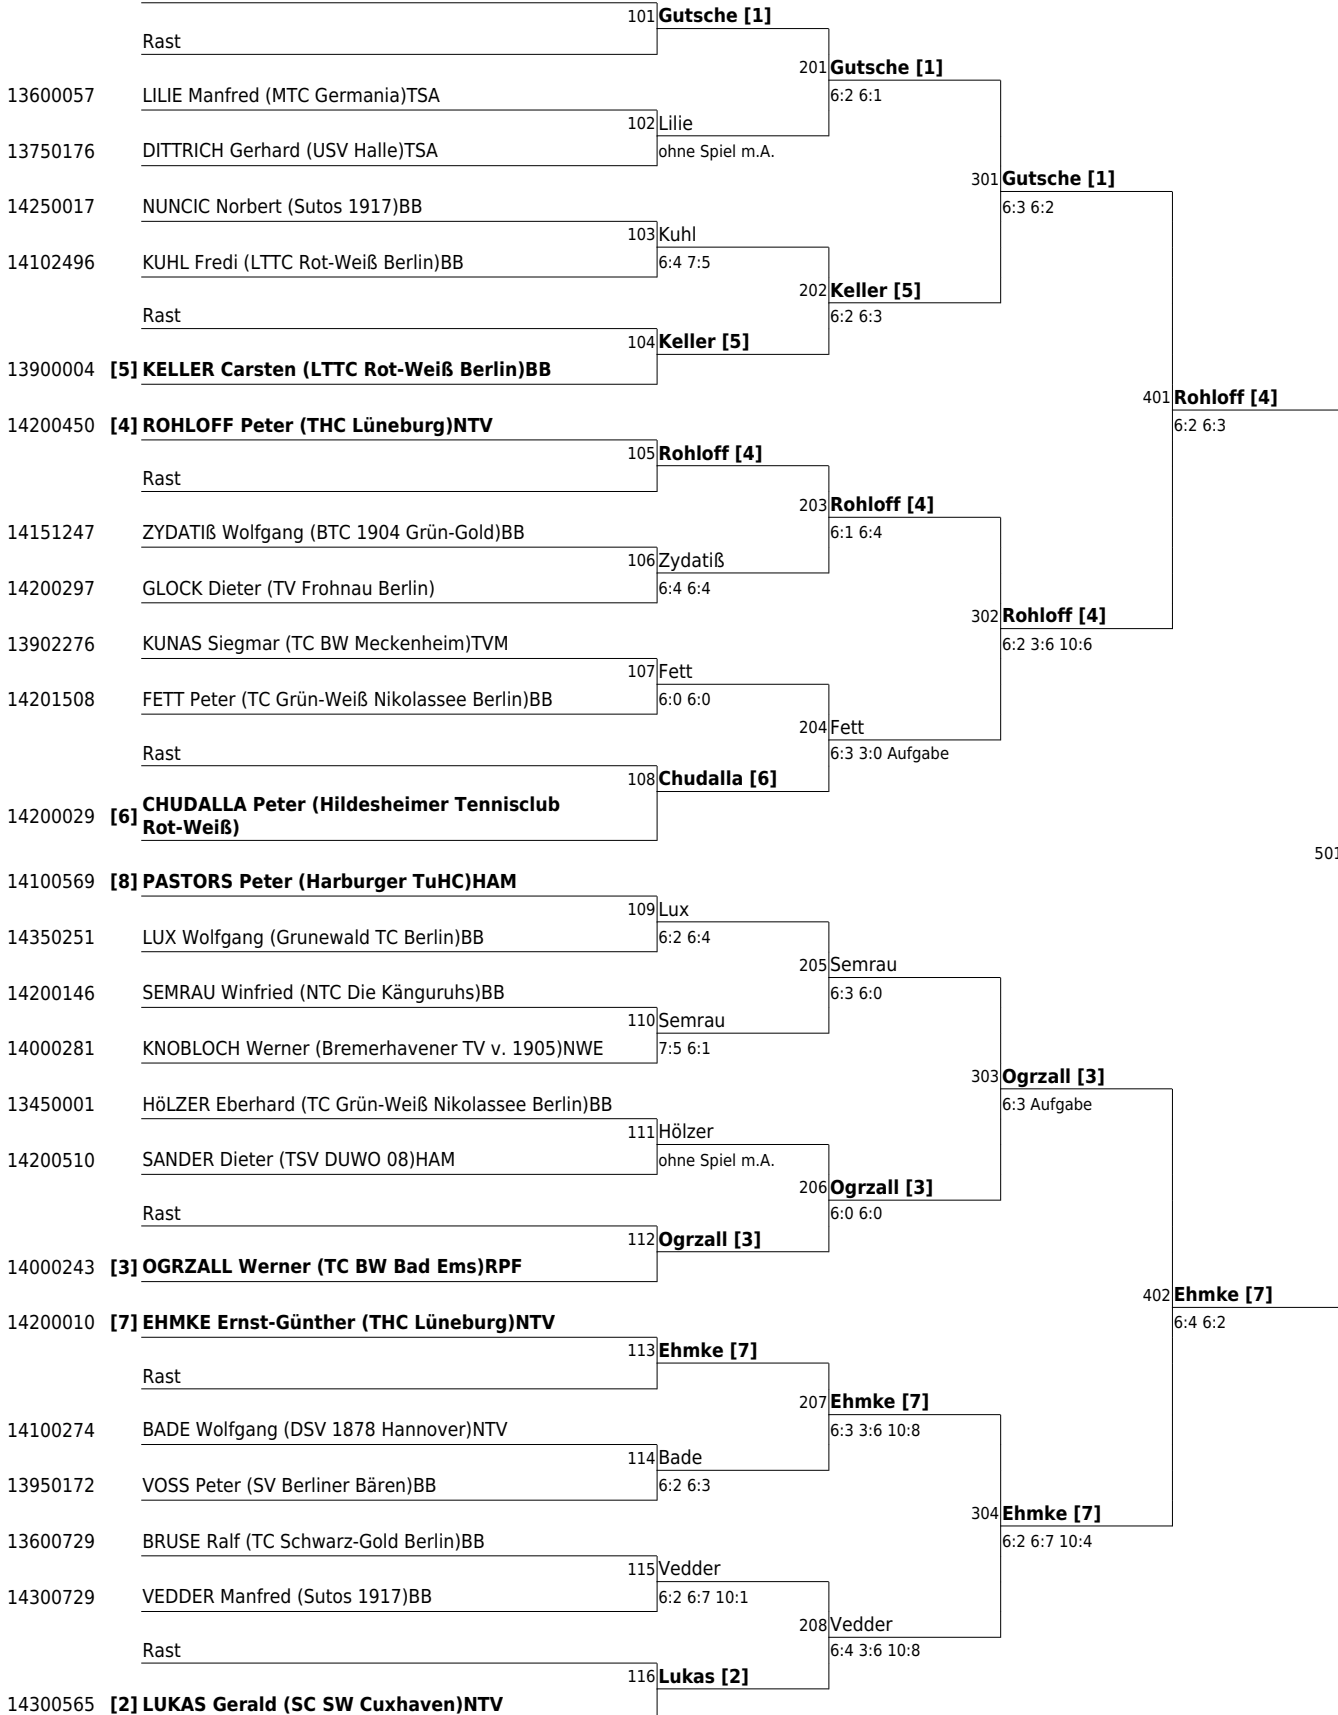 101 Gutsche [1]
Rast
201 Gutsche [1]
13600057 LILIE Manfred (MTC Germania)TSA 6:2 6:1
102 Lilie
13750176 DITTRICH Gerhard (USV Halle)TSA ohne Spiel m.A.
301 Gutsche [1]
14250017 NUNCIC Norbert (Sutos 1917)BB 6:3 6:2
103 Kuhl
14102496 KUHL Fredi (LTTC Rot-Weiß Berlin)BB 6:4 7:5
202 Keller [5]
Rast 6:2 6:3
104 Keller [5]
13900004 [5] KELLER Carsten (LTTC Rot-Weiß Berlin)BB
401 Rohloff [4]
14200450 [4] ROHLOFF Peter (THC Lüneburg)NTV 6:2 6:3
105 Rohloff [4]
Rast
203 Rohloff [4]
14151247 ZYDATIß Wolfgang (BTC 1904 Grün-Gold)BB 6:1 6:4
106 Zydatiß
14200297 GLOCK Dieter (TV Frohnau Berlin) 6:4 6:4
302 Rohloff [4]
13902276 KUNAS Siegmar (TC BW Meckenheim)TVM 6:2 3:6 10:6
107 Fett
14201508 FETT Peter (TC Grün-Weiß Nikolassee Berlin)BB 6:0 6:0
204 Fett
Rast 6:3 3:0 Aufgabe
108 Chudalla [6]
14200029 [6] CHUDALLA Peter (Hildesheimer Tennisclub
Rot-Weiß)
501
14100569 [8] PASTORS Peter (Harburger TuHC)HAM
109 Lux
14350251 LUX Wolfgang (Grunewald TC Berlin)BB 6:2 6:4
205 Semrau
14200146 SEMRAU Winfried (NTC Die Känguruhs)BB 6:3 6:0
110 Semrau
14000281 KNOBLOCH Werner (Bremerhavener TV v. 1905)NWE 7:5 6:1
303 Ogrzall [3]
13450001 HöLZER Eberhard (TC Grün-Weiß Nikolassee Berlin)BB 6:3 Aufgabe
111 Hölzer
14200510 SANDER Dieter (TSV DUWO 08)HAM ohne Spiel m.A.
206 Ogrzall [3]
Rast 6:0 6:0
112 Ogrzall [3]
14000243 [3] OGRZALL Werner (TC BW Bad Ems)RPF
402 Ehmke [7]
14200010 [7] EHMKE Ernst-Günther (THC Lüneburg)NTV 6:4 6:2
113 Ehmke [7]
Rast
207 Ehmke [7]
14100274 BADE Wolfgang (DSV 1878 Hannover)NTV 6:3 3:6 10:8
114 Bade
13950172 VOSS Peter (SV Berliner Bären)BB 6:2 6:3
304 Ehmke [7]
13600729 BRUSE Ralf (TC Schwarz-Gold Berlin)BB 6:2 6:7 10:4
115 Vedder
14300729 VEDDER Manfred (Sutos 1917)BB 6:2 6:7 10:1
208 Vedder
Rast 6:4 3:6 10:8
116 Lukas [2]
14300565 [2] LUKAS Gerald (SC SW Cuxhaven)NTV